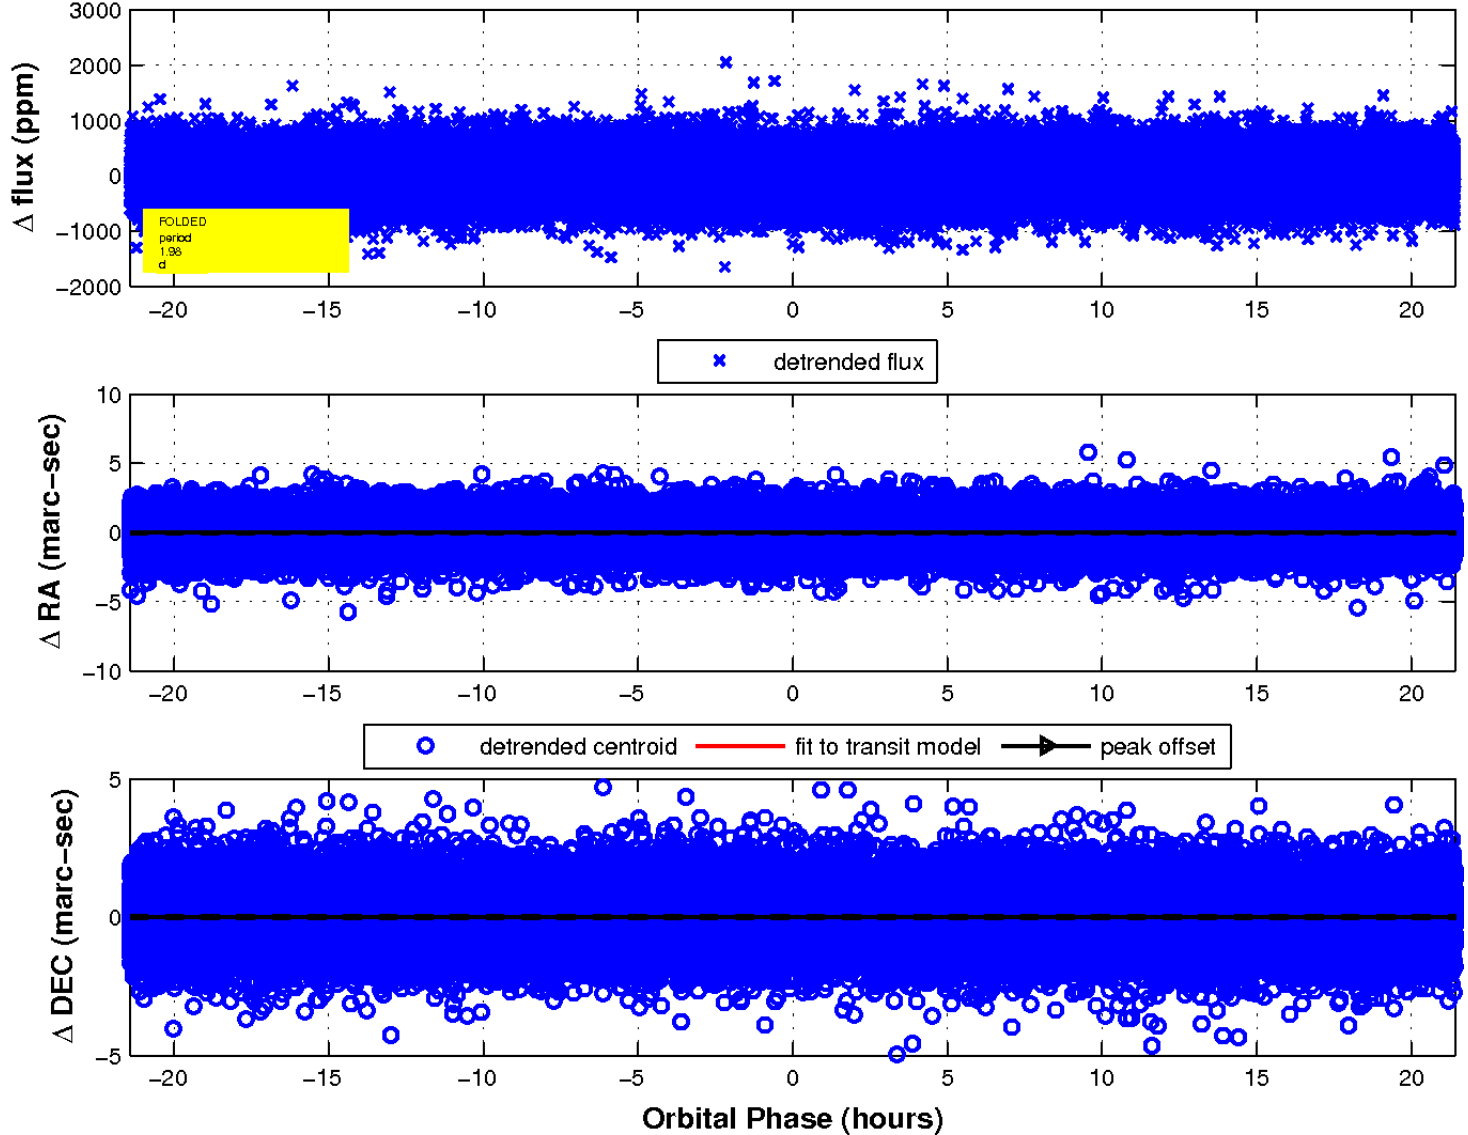 3000
2000
1000
0
−1000
−2000
Δ flux (ppm)
FOLDED
period
1.98
d
−20 −15 −10 −5 0 5 10 15 20
detrended flux
10
5
0
−5
−10
Δ RA (marc−sec)
−20 −15 −10 −5 0 5 10 15 20
detrended centroid fit to transit model peak offset
5
0
−5
Δ DEC (marc−sec)
−20 −15 −10 −5 0 5 10 15 20
Orbital Phase (hours)